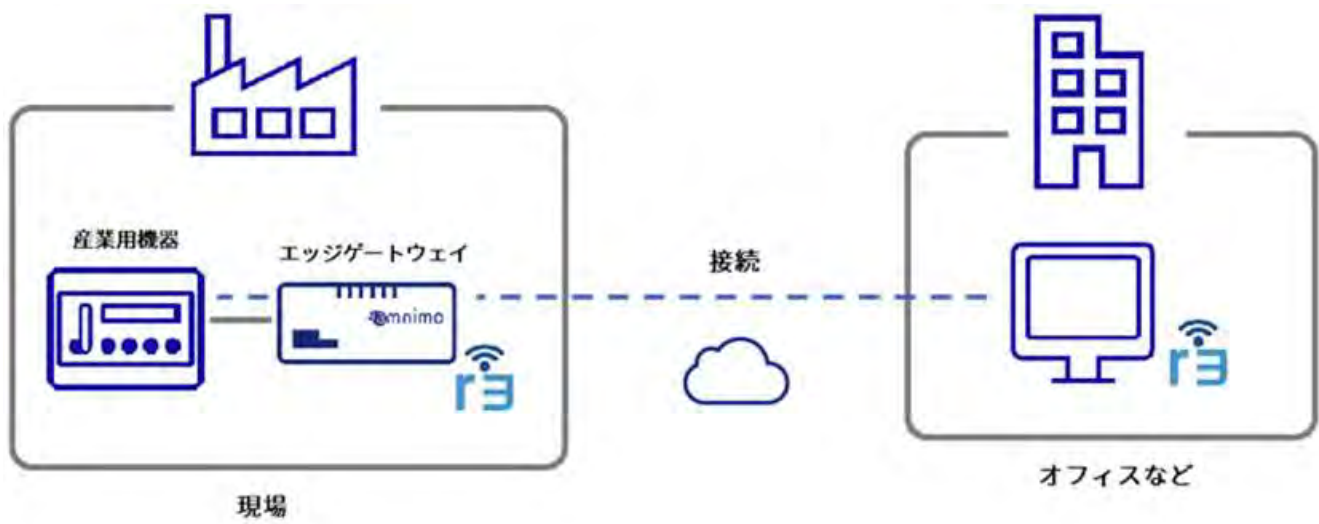 産業用機器
エッジゲートウェイ
接続
amnimo
r3
r3
オフィスなど
現場